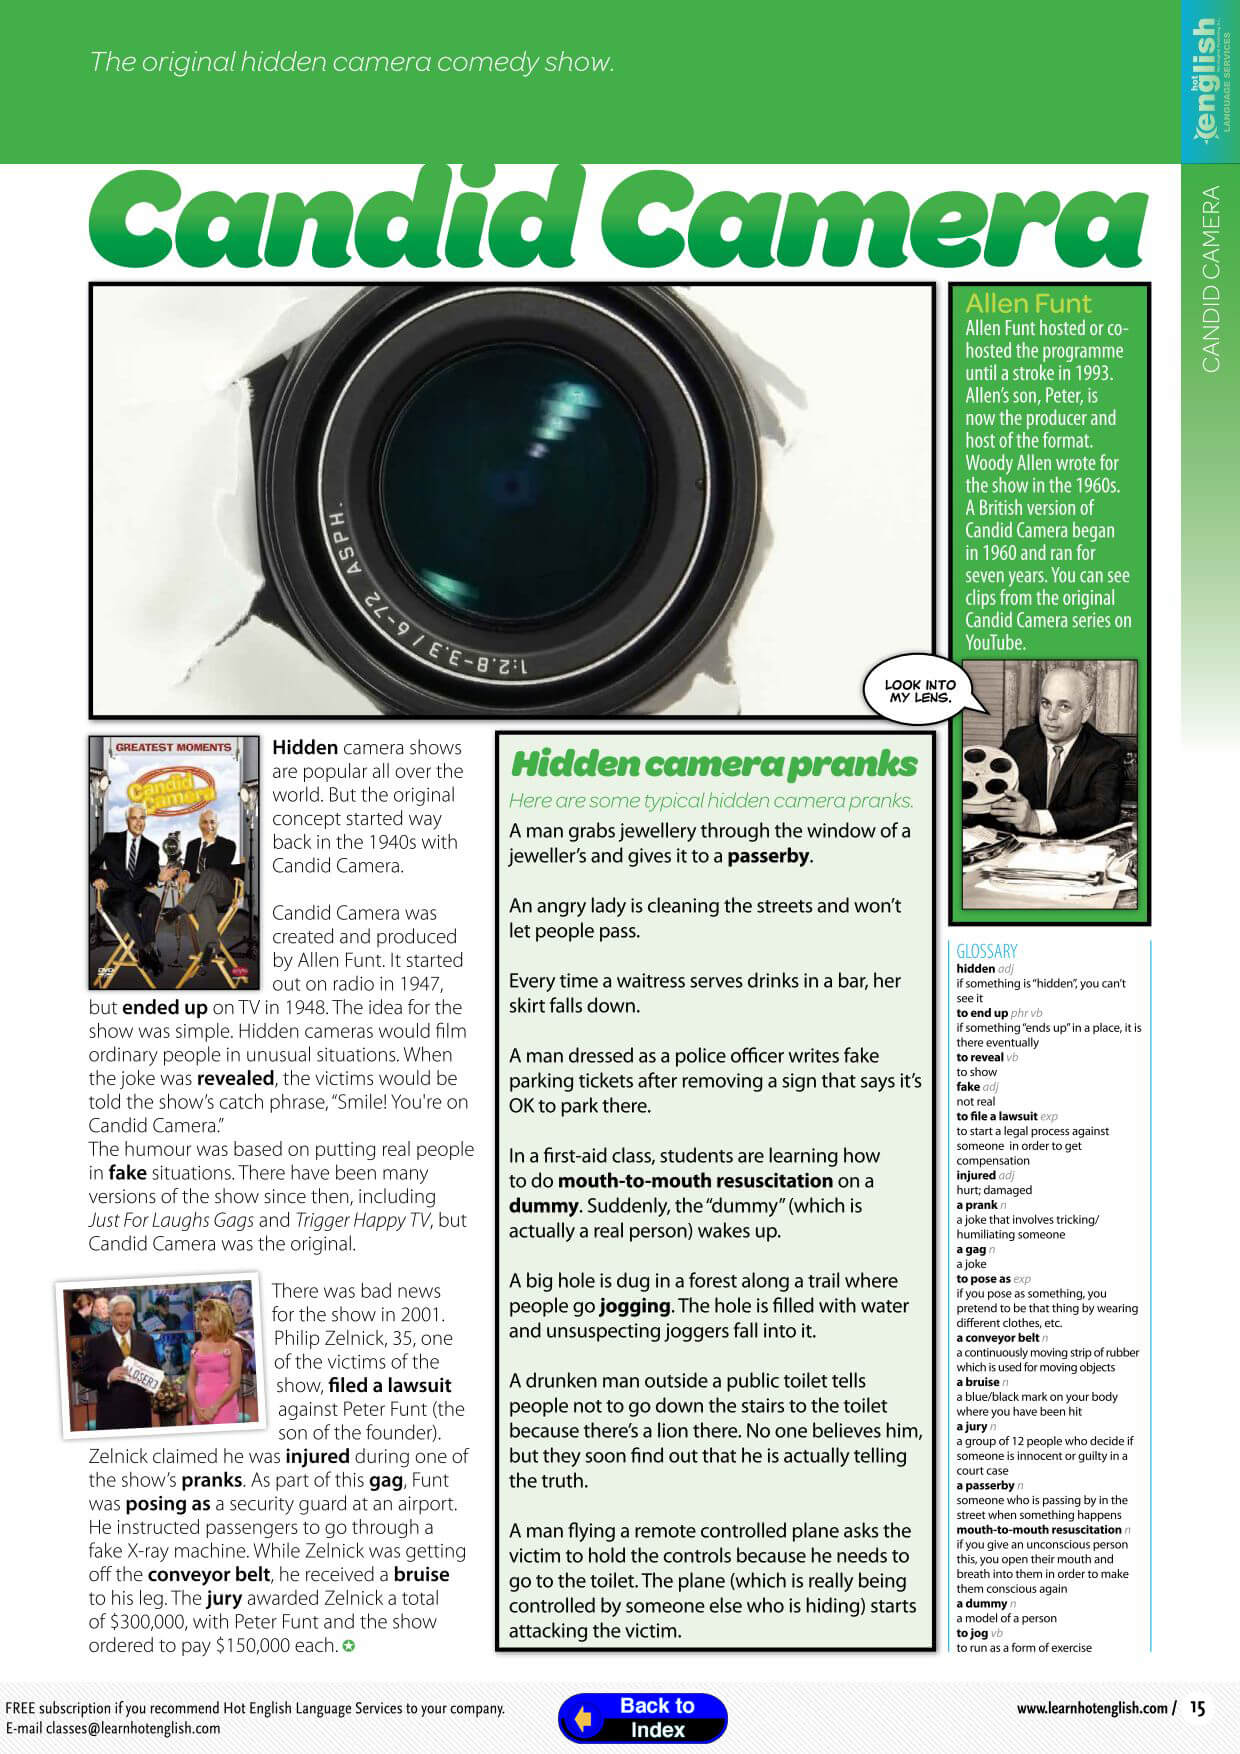 The original hidden camera comedy show.
hot
english
LANGUAGE SERVICES
CANDID CAMERA
Candid Camera
1:2.8-3.3 / 6-72 ASPH.
Allen Funt
Allen Funt hosted or co-
hosted the programme
until a stroke in 1993.
Allen's son, Peter, is
now the producer and
host of the format.
Woody Allen wrote for
the show in the 1960s.
A British version of
Candid Camera began
in 1960 and ran for
seven years. You can see
clips from the original
Candid Camera series on
YouTube.
LOOK INTO
MY LENS.
GREATEST MOMENTS
Candid
Camera
DVD
Hidden camera shows
are popular all over the
world. But the original
concept started way
back in the 1940s with
Candid Camera.
Candid Camera was
created and produced
by Allen Funt. It started
out on radio in 1947,
but ended up on TV in 1948. The idea for the
show was simple. Hidden cameras would film
ordinary people in unusual situations. When
the joke was revealed, the victims would be
told the show's catch phrase, "Smile! You're on
Candid Camera."
The humour was based on putting real people
in fake situations. There have been many
versions of the show since then, including
Just For Laughs Gags and Trigger Happy TV, but
Candid Camera was the original.
LOSER?
There was bad news
for the show in 2001.
Philip Zelnick, 35, one
of the victims of the
show, filed a lawsuit
against Peter Funt (the
son of the founder).
Zelnick claimed he was injured during one of
the show's pranks. As part of this gag, Funt
was posing as a security guard at an airport.
He instructed passengers to go through a
fake X-ray machine. While Zelnick was getting
off the conveyor belt, he received a bruise
to his leg. The jury awarded Zelnick a total
of $300,000, with Peter Funt and the show
ordered to pay $150,000 each.
Hidden camera pranks
Here are some typical hidden camera pranks.
A man grabs jewellery through the window of a
jeweller's and gives it to a passerby.
An angry lady is cleaning the streets and won't
let people pass.
Every time a waitress serves drinks in a bar, her
skirt falls down.
A man dressed as a police officer writes fake
parking tickets after removing a sign that says it's
OK to park there.
In a first-aid class, students are learning how
to do mouth-to-mouth resuscitation on a
dummy. Suddenly, the "dummy" (which is
actually a real person) wakes up.
A big hole is dug in a forest along a trail where
people go jogging. The hole is filled with water
and unsuspecting joggers fall into it.
A drunken man outside a public toilet tells
people not to go down the stairs to the toilet
because there's a lion there. No one believes him,
but they soon find out that he is actually telling
the truth.
A man flying a remote controlled plane asks the
victim to hold the controls because he needs to
go to the toilet. The plane (which is really being
controlled by someone else who is hiding) starts
attacking the victim.
GLOSSARY
hidden adj
if something is "hidden", you can't
see it
to end up phr vb
if something "ends up" in a place, it is
there eventually
to reveal vb
to show
fake adj
not real
to file a lawsuit exp
to start a legal process against
someone in order to get
compensation
injured adj
hurt; damaged
a prank n
a joke that involves tricking/
humiliating someone
a gag n
a joke
to pose as exp
if you pose as something, you
pretend to be that thing by wearing
different clothes, etc.
a conveyor belt n
a continuously moving strip of rubber
which is used for moving objects
a bruise n
a blue/black mark on your body
where you have been hit
a jury n
a group of 12 people who decide if
someone is innocent or guilty in a
court case
a passerby n
someone who is passing by in the
street when something happens
mouth-to-mouth resuscitation n
if you give an unconscious person
this, you open their mouth and
breath into them in order to make
them conscious again
a dummy n
a model of a person
to jog vb
to run as a form of exercise
FREE subscription if you recommend Hot English Language Services to your company.
E-mail classes@learnhotenglish.com
Back to
Index
www.learnhotenglish.com / 15